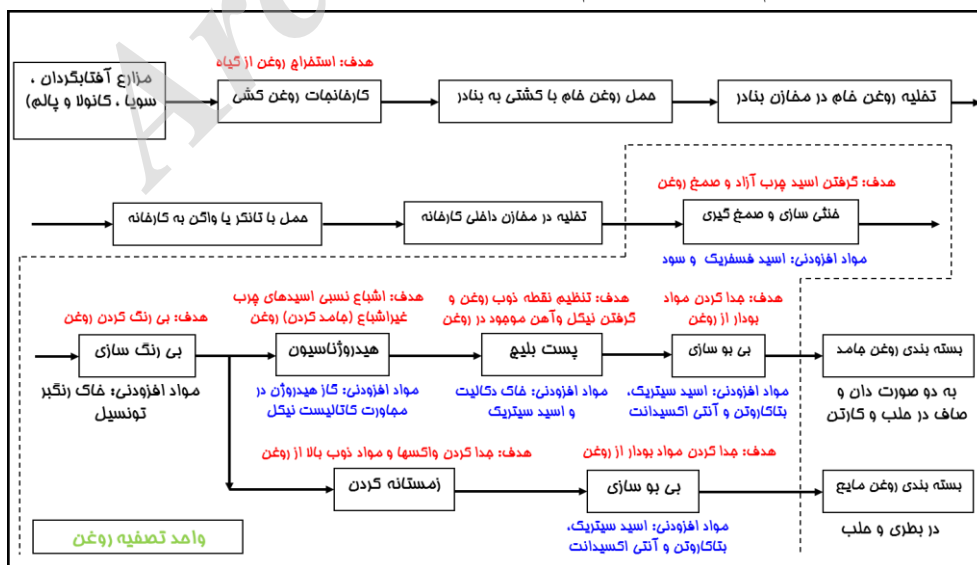 هدف: استخراج روغن از گیاه
مزارع آفتابگردان ،
سویا ، کانولا و پالم)
کارخانجات روغن کشی
حمل روغن خام با کشتی به بنادر
تخلیه روغن خام در مخازن بنادر
هدف: گرفتن اسید چرب آزاد و صمغ روغن
حمل با تانکر یا واگن به کارخانه
تخلیه در مخازن داخلی کارخانه
خنثی سازی و صمغ گیری
مواد افزودنی: اسید فسفریک و سود
هدف: بی رنگ کردن روغن
بی رنگ سازی
مواد افزودنی: خاک رنگبر
تونسیل
هدف: اشباع نسبی اسیدهای چرب
غیراشباع (جامد کردن) روغن
هیدروژناسیون
مواد افزودنی: گاز هیدروژن در
مجاورت کاتالیست نیکل
هدف: تنظیم نقطه ذوب روغن و
گرفتن نیکل وآهن موجود در روغن
پست بلیچ
مواد افزودنی: خاک دکالیت
و اسید سیتریک
هدف: جدا کردن مواد
بودار از روغن
بی بو سازی
مواد افزودنی: اسید سیتریک،
بتاکاروتن و آنتی اکسیدانت
بسته بندی روغن جامد
به دو صورت دان و
صاف در حلب و کارتن
هدف: جدا کردن واکسها و مواد ذوب بالا از روغن
زمستانه کردن
هدف: جدا کردن مواد بودار از روغن
بی بو سازی
مواد افزودنی: اسید سیتریک،
بتاکاروتن و آنتی اکسیدانت
بسته بندی روغن مایع
در بطری و حلب
واحد تصفیه روغن